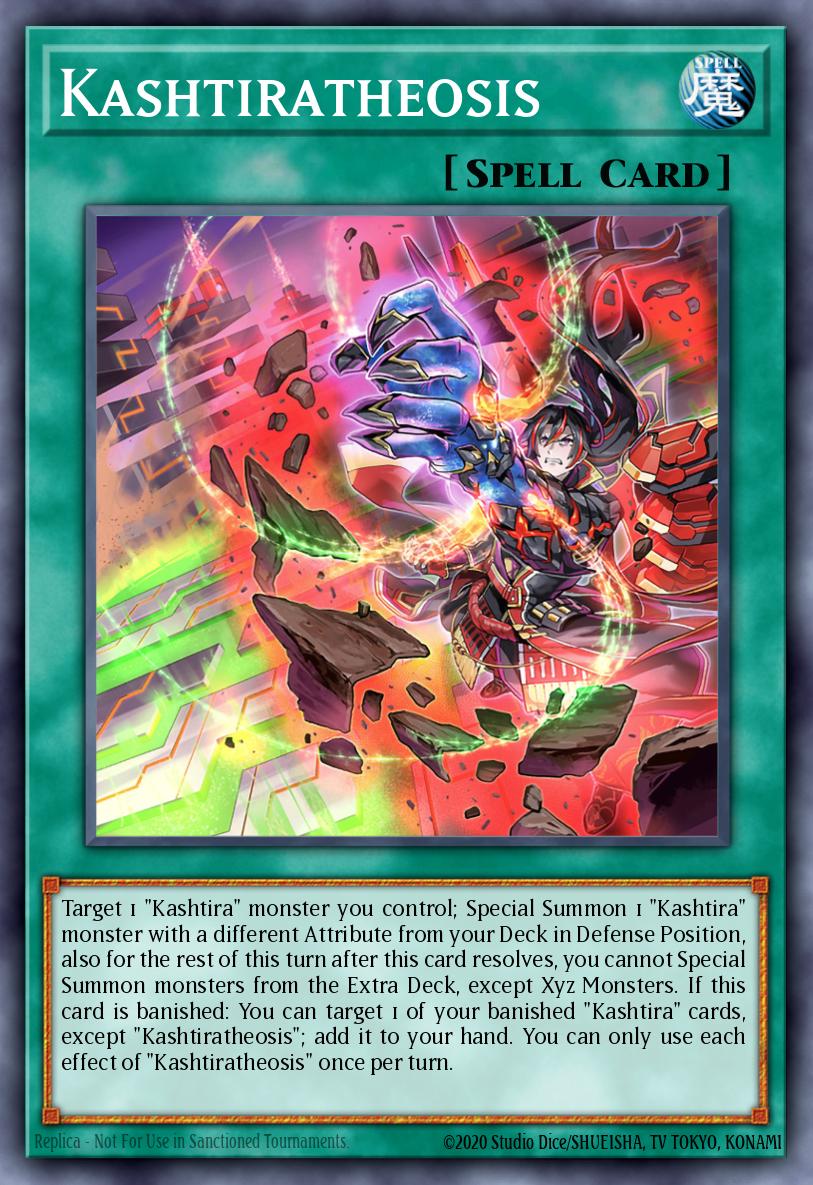 Kashtiratheosis
SPELL
魔
[Spell Card]
Target 1 "Kashtira" monster you control; Special Summon 1 "Kashtira"
monster with a different Attribute from your Deck in Defense Position,
also for the rest of this turn after this card resolves, you cannot Special
Summon monsters from the Extra Deck, except Xyz Monsters. If this
card is banished: You can target 1 of your banished "Kashtira" cards,
except "Kashtiratheosis"; add it to your hand. You can only use each
effect of "Kashtiratheosis" once per turn.
Replica - Not For Use in Sanctioned Tournaments.
©2020 Studio Dice/SHUEISHA, TV TOKYO, KONAMI